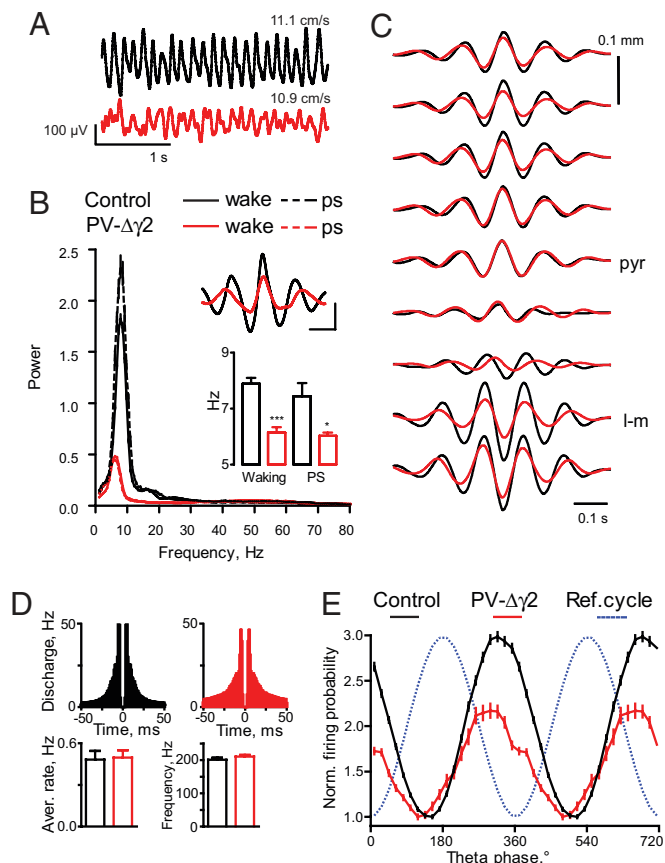 A
11.1 cm/s
10.9 cm/s
100 µV
1 s
B
Control
PV-Δγ2
wake
ps
wake
ps
2.5
2.0
1.5
1.0
0.5
0.0
Power
0 10 20 30 40 50 60 70 80
Frequency, Hz
9
7
5
Hz
***
*
Waking
PS
C
0.1 mm
pyr
l-m
0.1 s
D
Discharge, Hz
50
25
0
-50 0 50
Time, ms
50
25
0
-50 0 50
Time, ms
Aver. rate, Hz
0.6
0.0
Frequency, Hz
200
100
0
E
Control
PV-Δγ2
Ref.cycle
Norm. firing probability
3.0
2.5
2.0
1.5
1.0
0 180 360 540 720
Theta phase,°